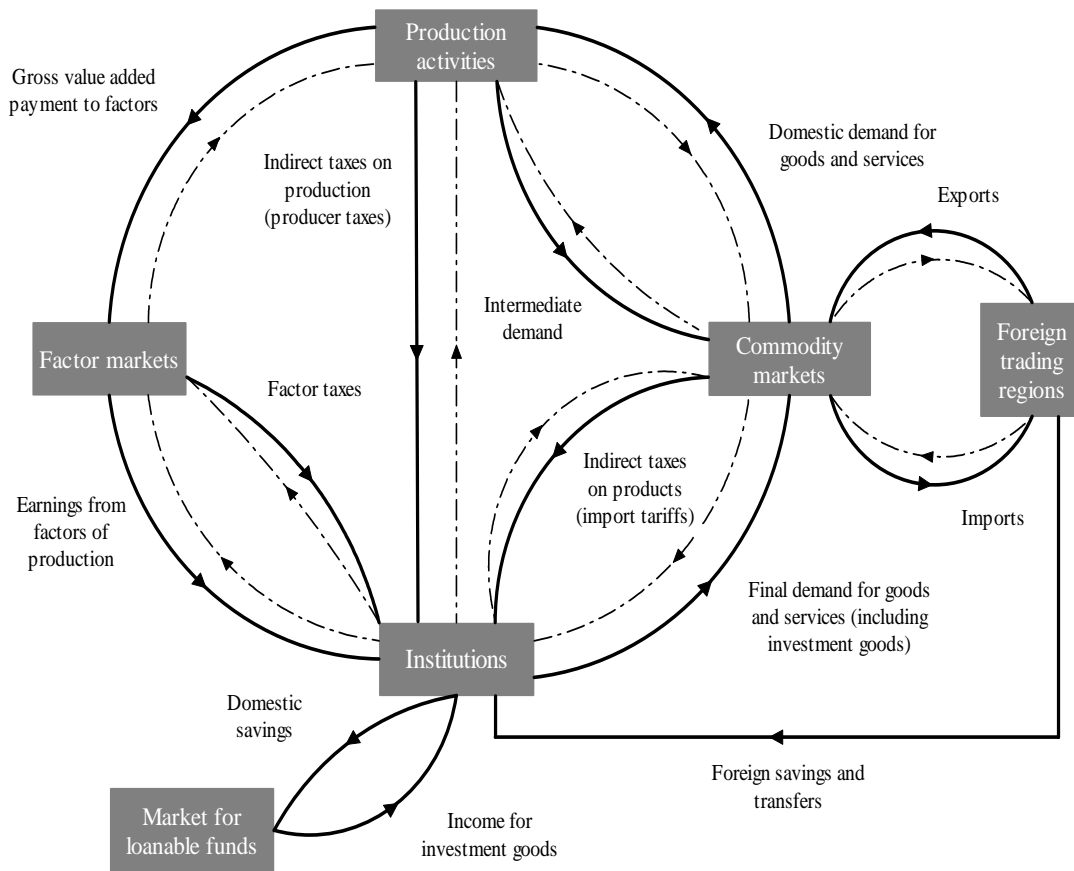 Production
activities
Gross value added
payment to factors
Indirect taxes on
production
(producer taxes)
Domestic demand for
goods and services
Exports
Intermediate
demand
Factor markets
Commodity
markets
Foreign
trading
regions
Factor taxes
Indirect taxes
on products
(import tariffs)
Earnings from
factors of
production
Imports
Final demand for goods
and services (including
investment goods)
Institutions
Domestic
savings
Foreign savings and
transfers
Market for
loanable funds
Income for
investment goods